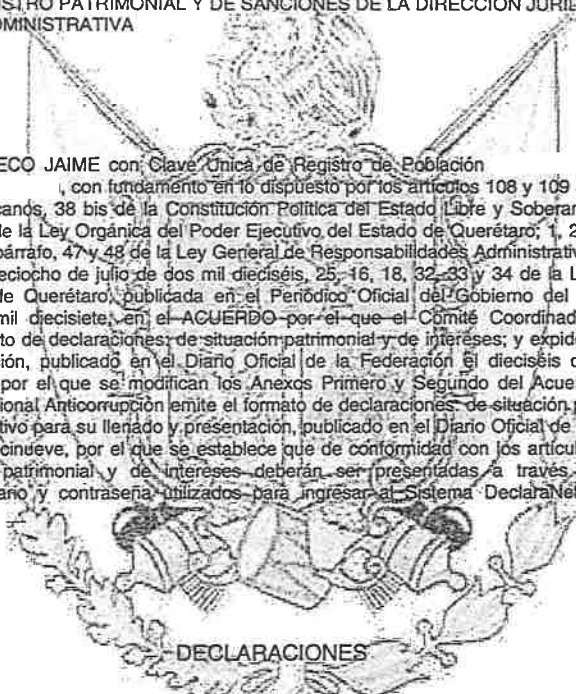 ISTRO PATRIMONIAL Y DE SANCIONES DE LA DIRECCIÓN JURÍD
DMINISTRATIVA
ECO JAIME con Clave Única de Registro de Población
, con fundamento en lo dispuesto por los artículos 108 y 109
canos, 38 bis de la Constitución Política del Estado Libre y Soberan
de la Ley Orgánica del Poder Ejecutivo del Estado de Querétaro; 1, 2
párrafo, 47 y 48 de la Ley General de Responsabilidades Administrativ
eciocho de julio de dos mil dieciséis, 25, 16, 18, 32, 33 y 34 de la L
de Querétaro, publicada en el Periódico Oficial del Gobierno del
mil diecisiete, en el ACUERDO por el que el Comité Coordinad
to de declaraciones: de situación patrimonial y de intereses; y expid
ción, publicado en el Diario Oficial de la Federación el dieciséis d
por el que se modifican los Anexos Primero y Segundo del Acue
ional Anticorrupción emite el formato de declaraciones: de situación p
tivo para su llenado y presentación, publicado en el Diario Oficial de
cinueve, por el que se establece que de conformidad con los artícul
patrimonial y de intereses deberán ser presentadas a través
ario y contraseña utilizados para ingresar al Sistema DeclaraNe
DECLARACIONES